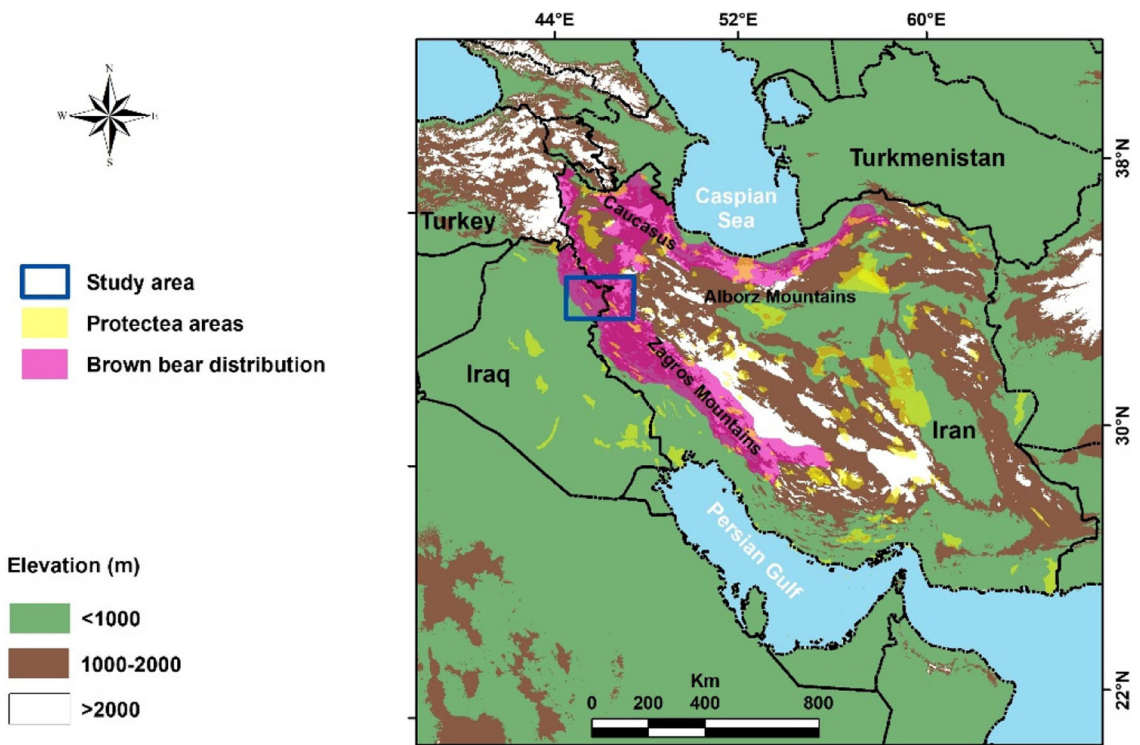 44°E 52°E 60°E
N
W E
S
38°N
30°N
22°N
Turkmenistan
Caspian
Sea
Turkey
Caucasus
Alborz Mountains
Iraq
Zagros Mountains
Iran
Persian Gulf
Study area
Protectea areas
Brown bear distribution
Elevation (m)
<1000
1000-2000
>2000
Km
0 200 400 800